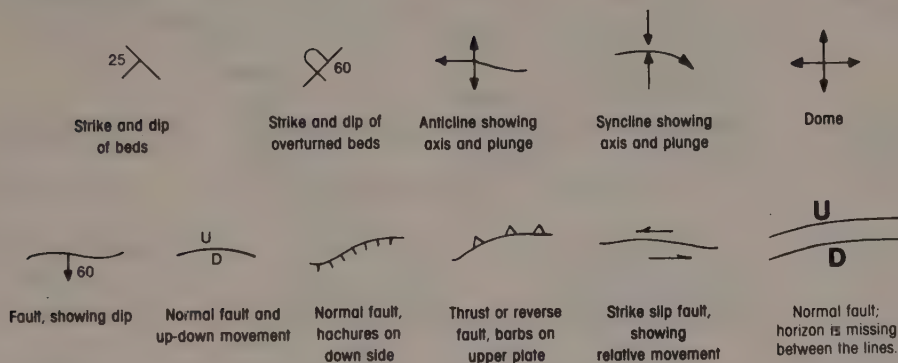 25
60
Strike and dip
of beds
Strike and dip of
overturned beds
Anticline showing
axis and plunge
Syncline showing
axis and plunge
Dome
60
U
D
U
D
Fault, showing dip
Normal fault and
up-down movement
Normal fault,
hachures on
down side
Thrust or reverse
fault, barbs on
upper plate
Strike slip fault,
showing
relative movement
Normal fault;
horizon is missing
between the lines.